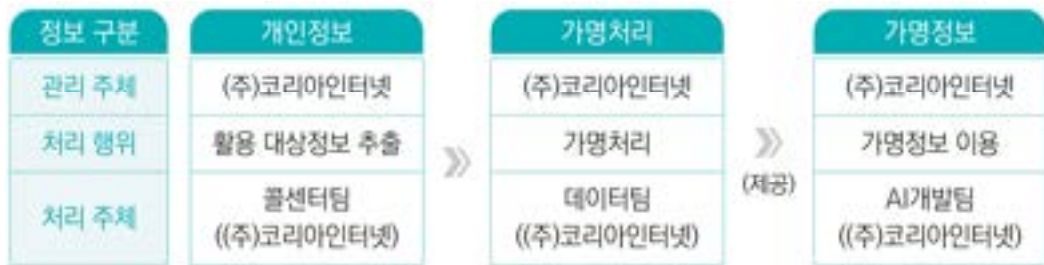 정보 구분 개인정보 가명처리 가명정보
관리 주체 (주)코리아인터넷 (주)코리아인터넷 (주)코리아인터넷
처리 행위 활용 대상정보 추출 가명처리 가명정보 이용
(제공)
처리 주체 콜센터팀 데이터팀 AI개발팀
((주)코리아인터넷) ((주)코리아인터넷) ((주)코리아인터넷)